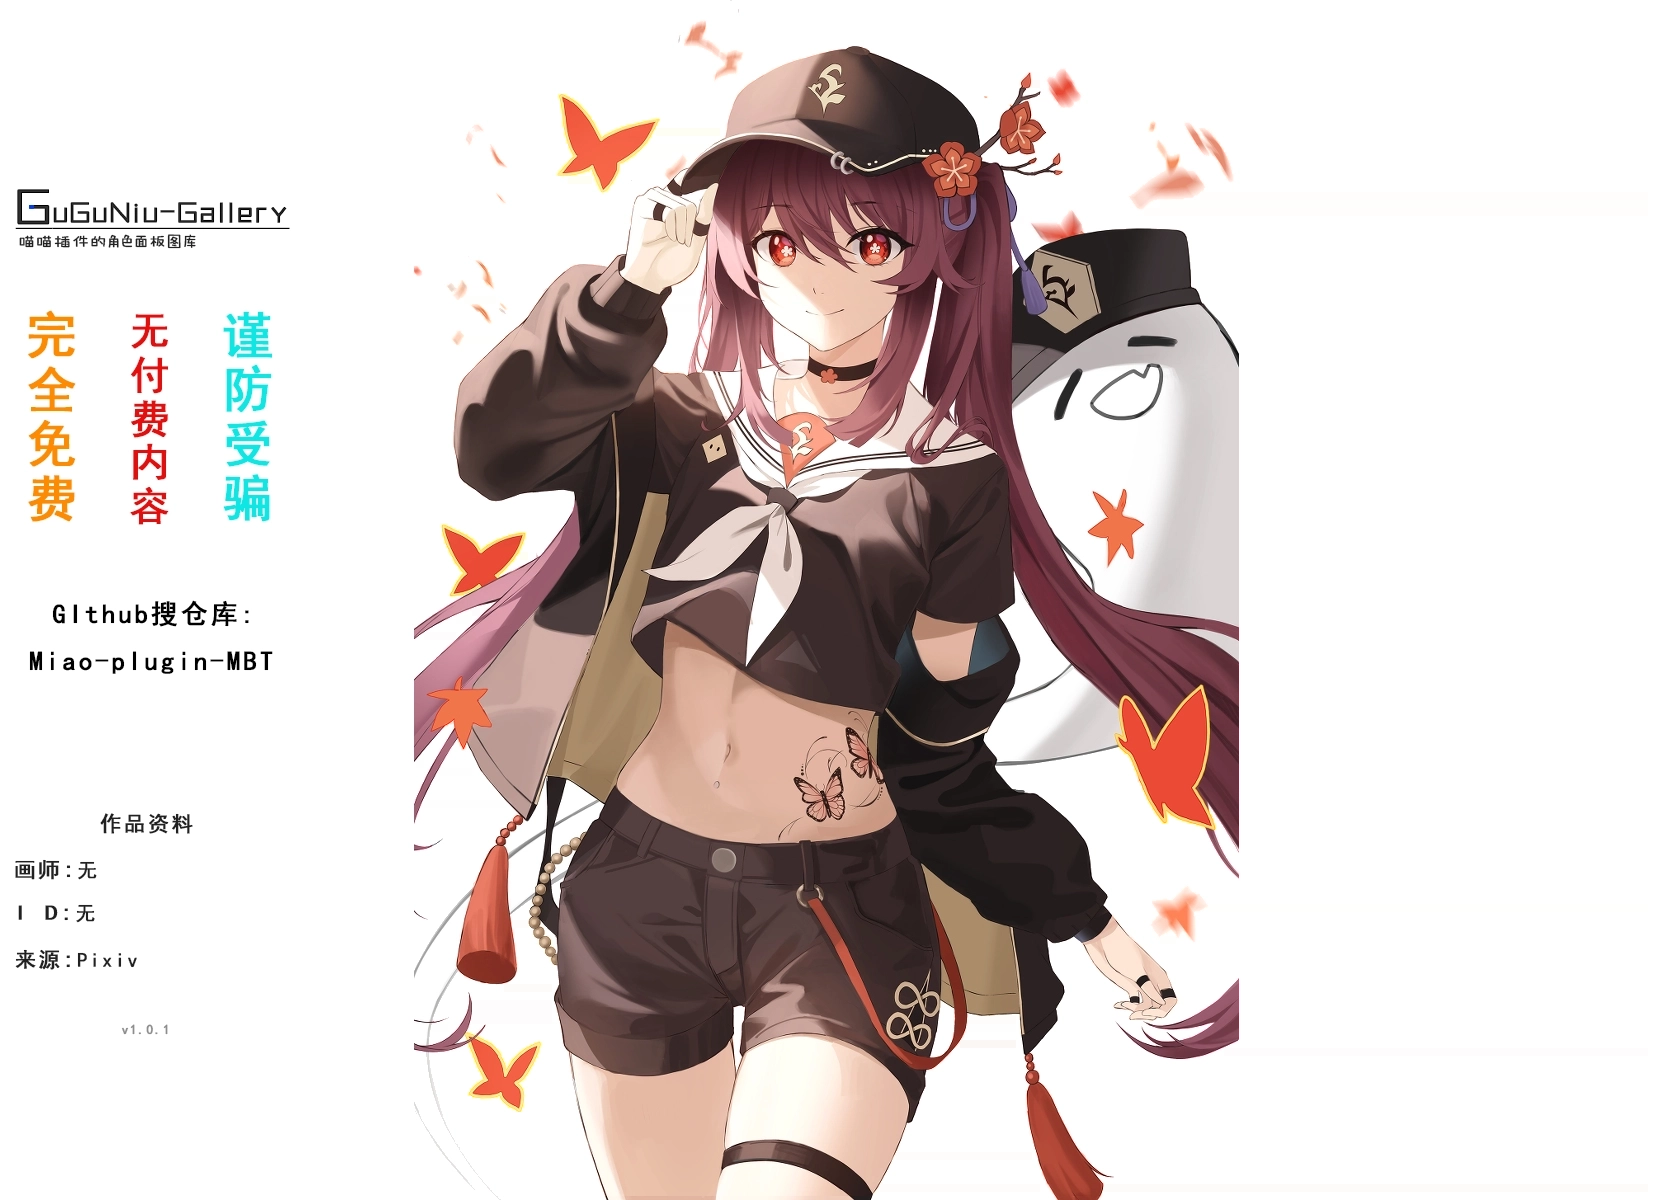 GuGuNiu-Gallery
喵喵插件的角色面板图库
完全免费
无付费内容
谨防受骗
GIthub搜仓库:
Miao-plugin-MBT
作品资料
画师:无
I D:无
来源:Pixiv
v1.0.1